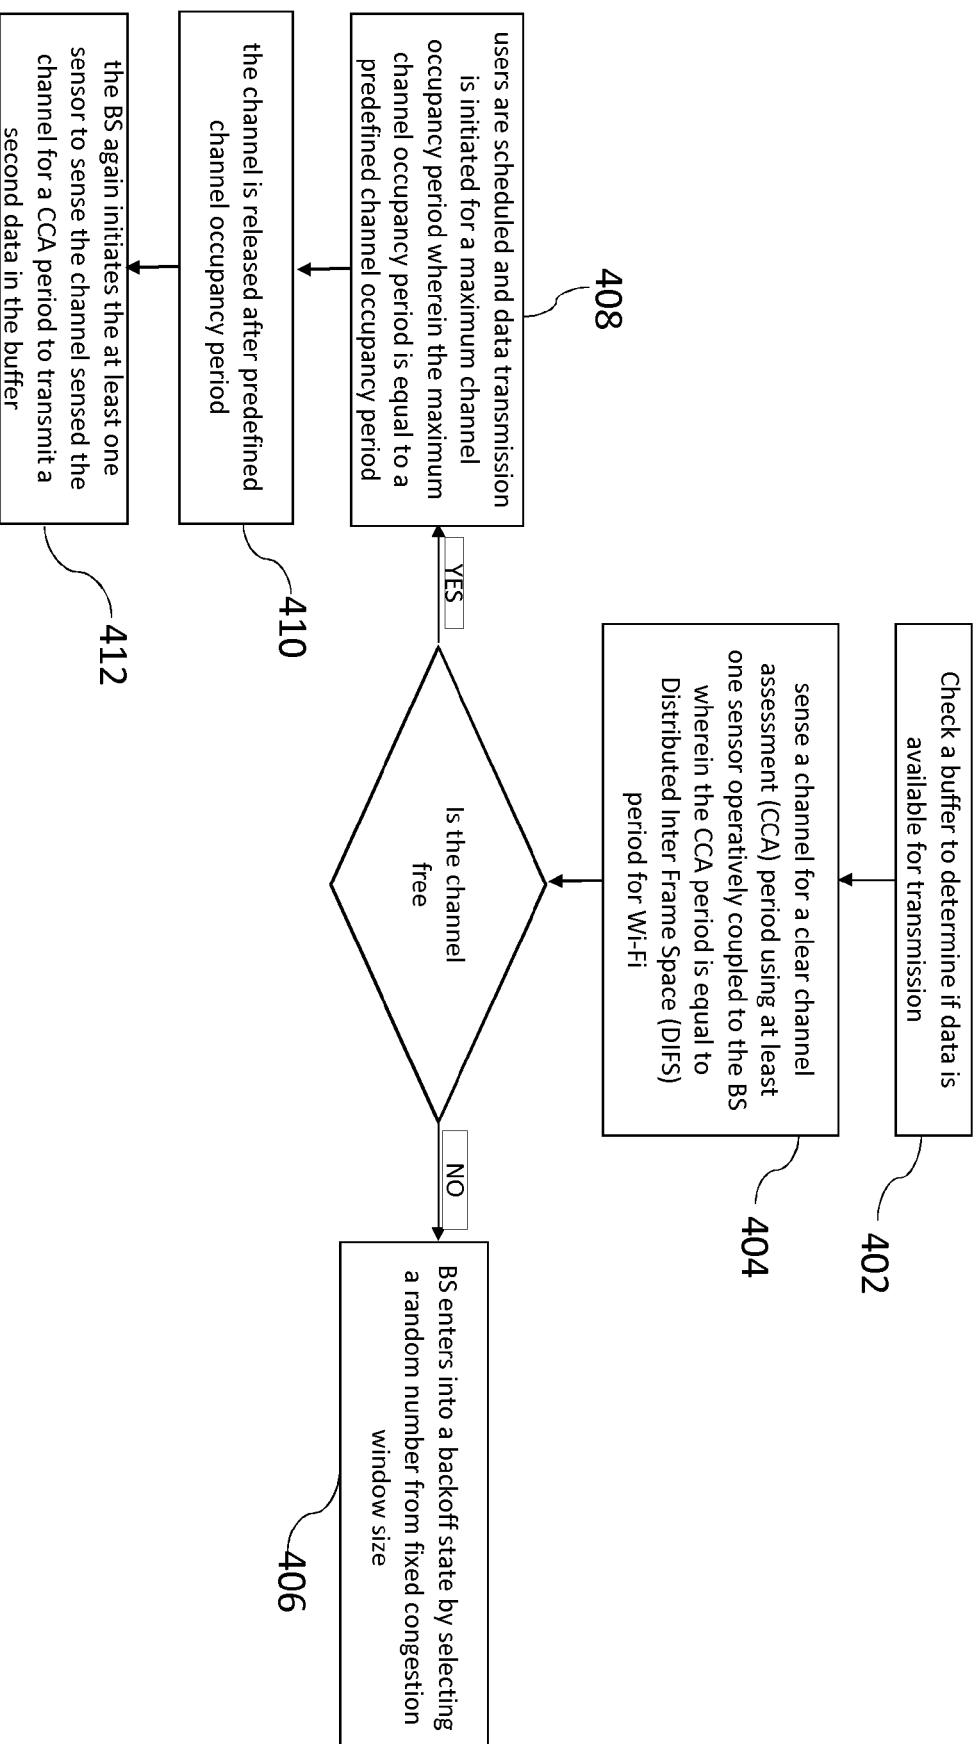 Check a buffer to determine if data is
available for transmission
402
sense a channel for a clear channel
assessment (CCA) period using at least
one sensor operatively coupled to the BS
wherein the CCA period is equal to
Distributed Inter Frame Space (DIFS)
period for Wi-Fi
404
Is the channel
free
YES
NO
408
users are scheduled and data transmission
is initiated for a maximum channel
occupancy period wherein the maximum
channel occupancy period is equal to a
predefined channel occupancy period
BS enters into a backoff state by selecting
a random number from fixed congestion
window size
406
the channel is released after predefined
channel occupancy period
410
the BS again initiates the at least one
sensor to sense the channel sensed the
channel for a CCA period to transmit a
second data in the buffer
412